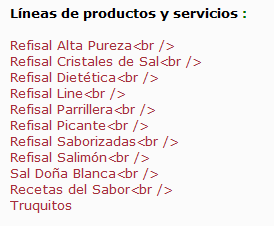 Líneas de productos y servicios :
Refisal Alta Pureza<br />
Refisal Cristales de Sal<br />
Refisal Dietética<br />
Refisal Line<br />
Refisal Parrillera<br />
Refisal Picante<br />
Refisal Saborizadas<br />
Refisal Salimón<br />
Sal Doña Blanca<br />
Recetas del Sabor<br />
Truquitos